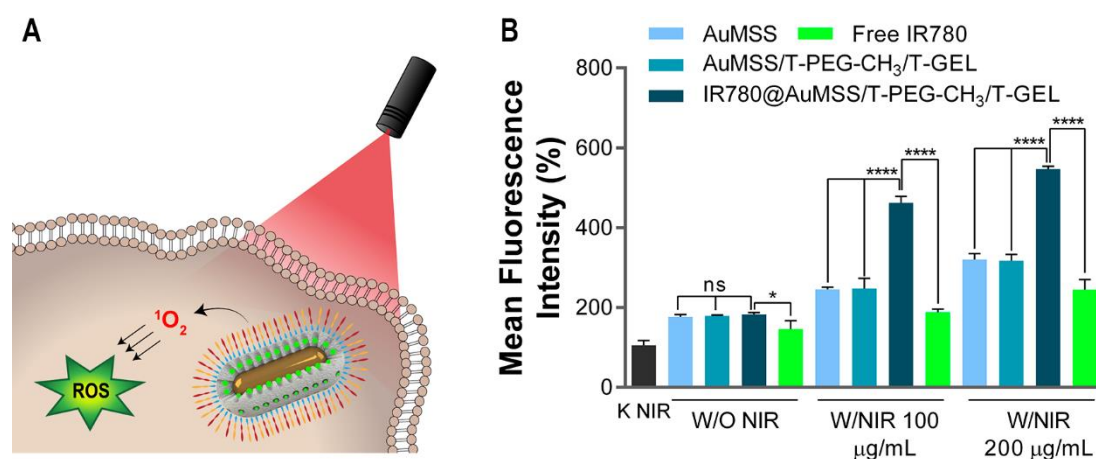 A
¹O₂
ROS
B
AuMSS
Free IR780
AuMSS/T-PEG-CH₃/T-GEL
IR780@AuMSS/T-PEG-CH₃/T-GEL
Mean Fluorescence
Intensity (%)
800
600
400
200
0
ns
*
****
****
****
****
K NIR
W/O NIR
W/NIR 100
µg/mL
W/NIR
200 µg/mL